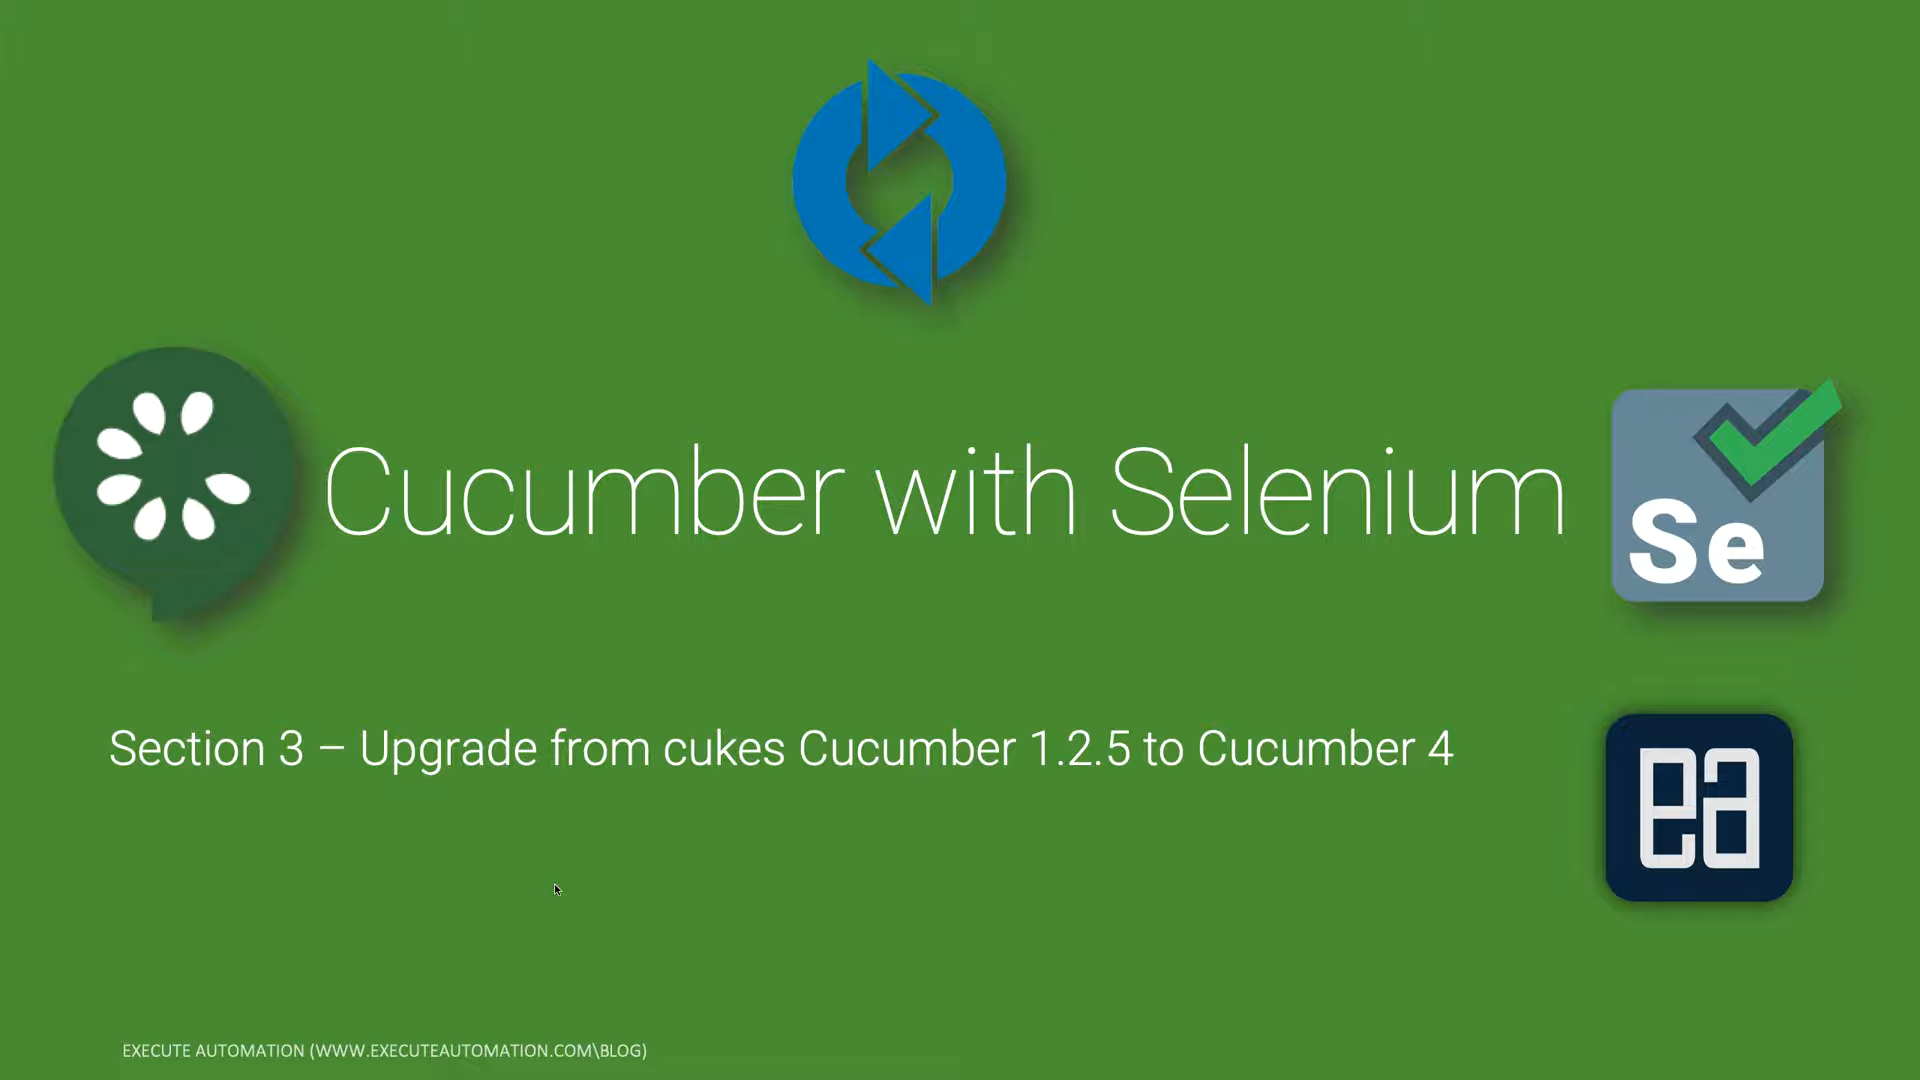 Cucumber with Selenium
Se
Section 3 – Upgrade from cukes Cucumber 1.2.5 to Cucumber 4
ea
EXECUTE AUTOMATION (WWW.EXECUTEAUTOMATION.COM\BLOG)